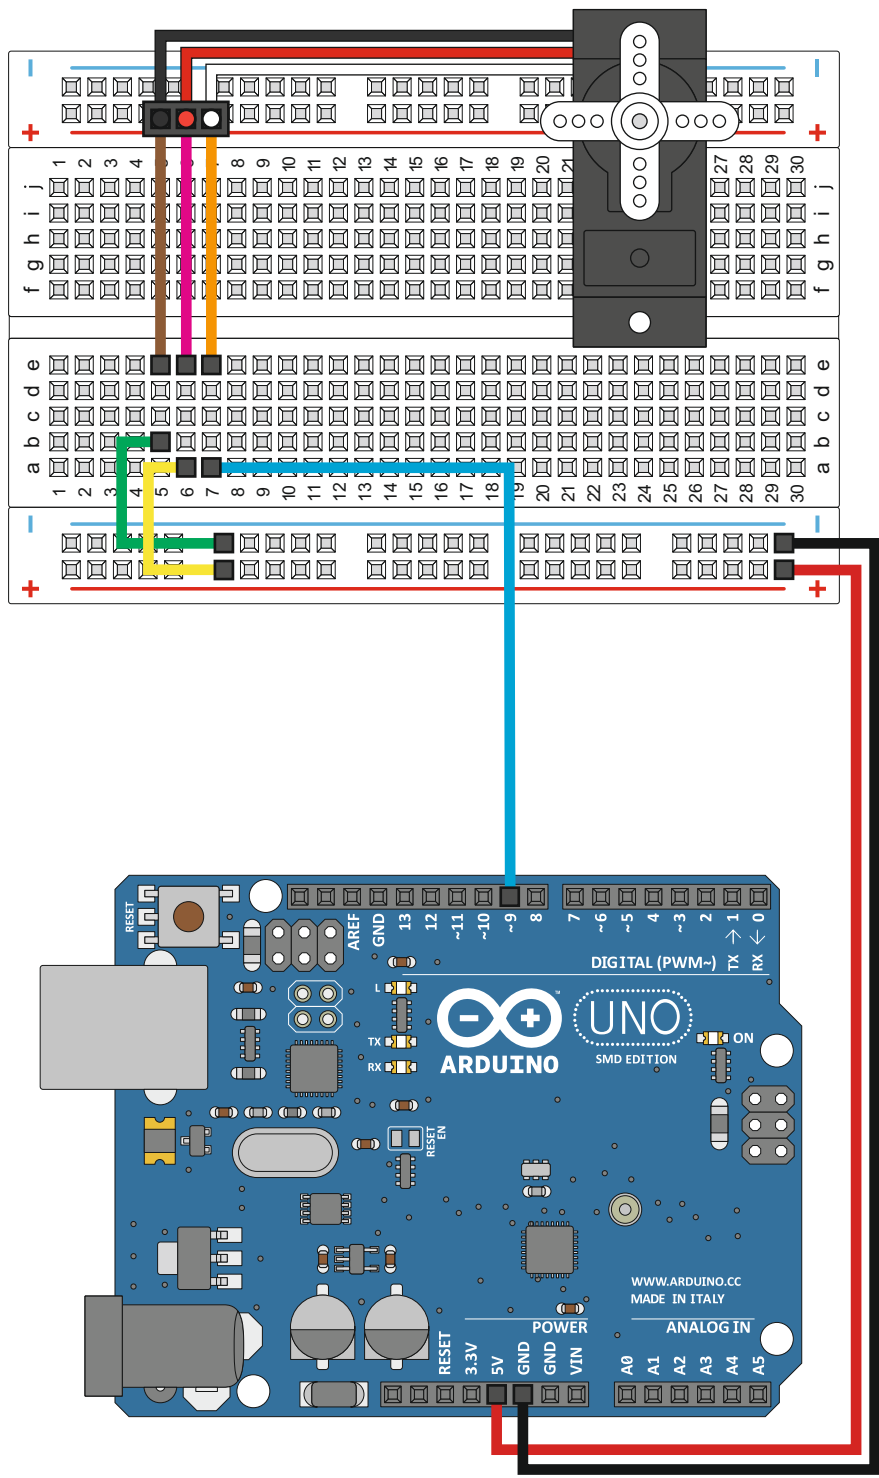 − −
+ +
1 2 3 4 5 7 8 9 10 11 12 13 14 15 16 17 18 19 20 21 27 28 29 30
j j
i i
h h
g g
f f
e e
d d
c c
b b
a a
1 2 3 4 5 6 7 8 9 10 11 12 13 14 15 16 17 18 19 20 21 22 23 24 25 26 27 28 29 30
− −
+ +
RESET
AREF GND 13 12 ~11 ~10 ~9 8 7 ~6 ~5 4 ~3 2 TX→1 RX←0
DIGITAL (PWM~)
L
TX
RX
− + ™
ARDUINO
UNO
SMD EDITION
ON
RESET EN
WWW.ARDUINO.CC
MADE IN ITALY
POWER ANALOG IN
RESET 3.3V 5V GND GND VIN A0 A1 A2 A3 A4 A5